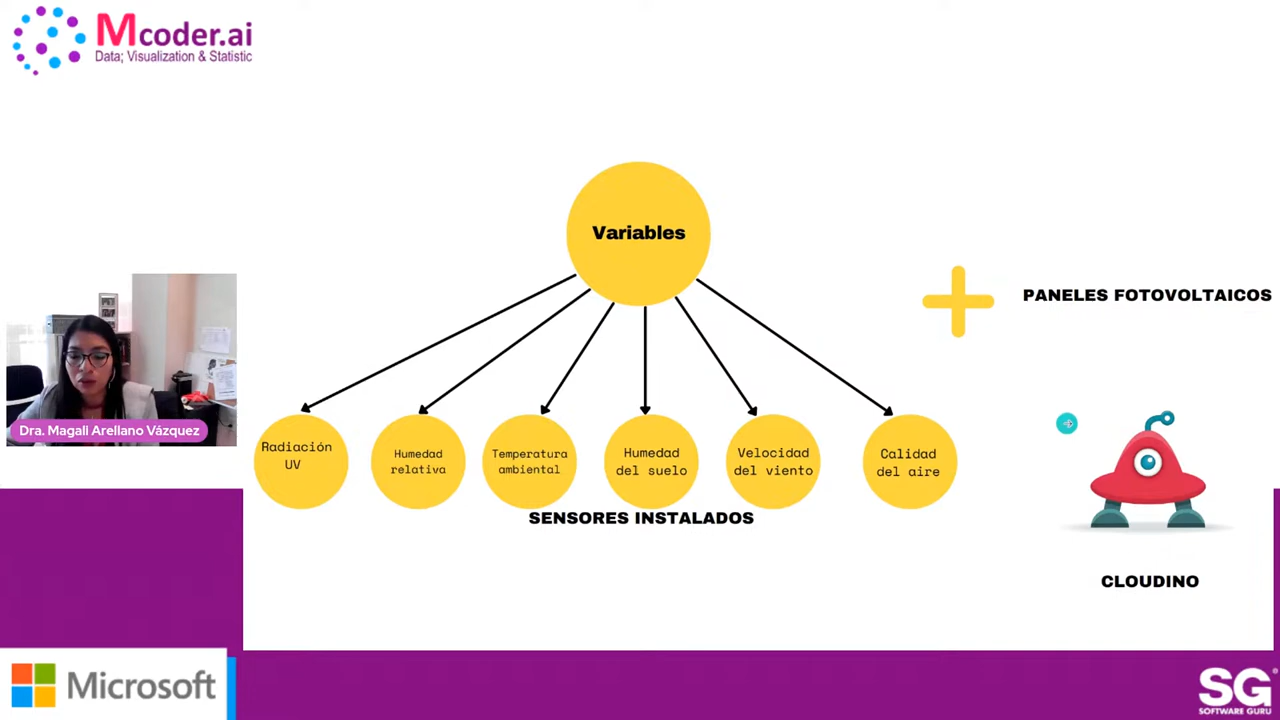 Mcoder.ai
Data; Visualization & Statistic
Variables
PANELES FOTOVOLTAICOS
Dra. Magali Arellano Vázquez
Radiación
UV
Humedad
relativa
Temperatura
ambiental
Humedad
del suelo
Velocidad
del viento
Calidad
del aire
SENSORES INSTALADOS
CLOUDINO
Microsoft
SG
SOFTWARE GURU